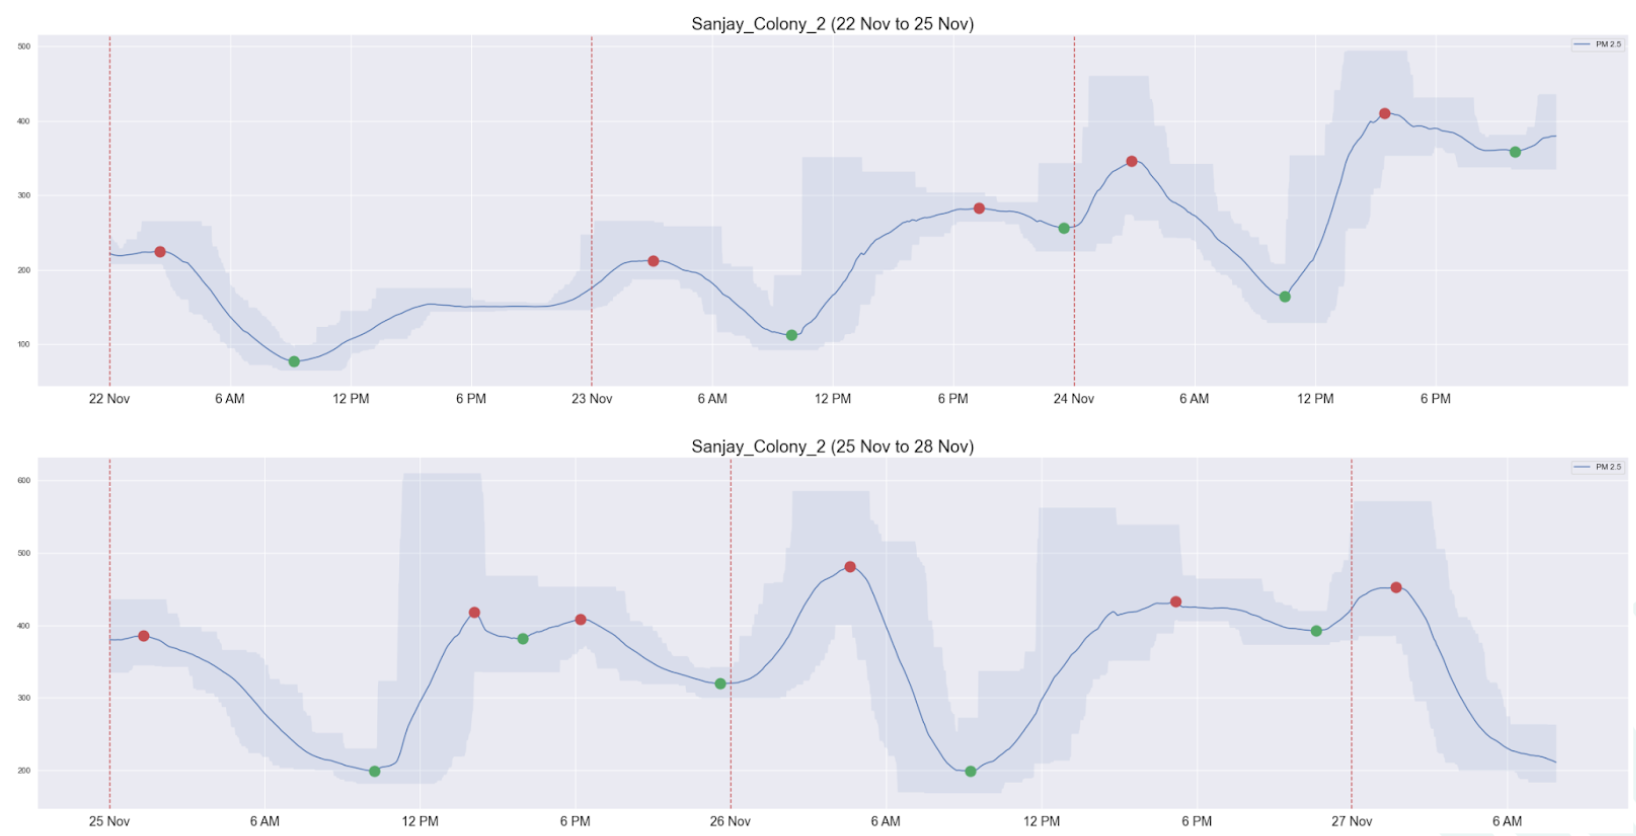 Sanjay_Colony_2 (22 Nov to 25 Nov)
PM 2.5
500
400
300
200
100
22 Nov 6 AM 12 PM 6 PM 23 Nov 6 AM 12 PM 6 PM 24 Nov 6 AM 12 PM 6 PM
Sanjay_Colony_2 (25 Nov to 28 Nov)
PM 2.5
600
500
400
300
200
25 Nov 6 AM 12 PM 6 PM 26 Nov 6 AM 12 PM 6 PM 27 Nov 6 AM